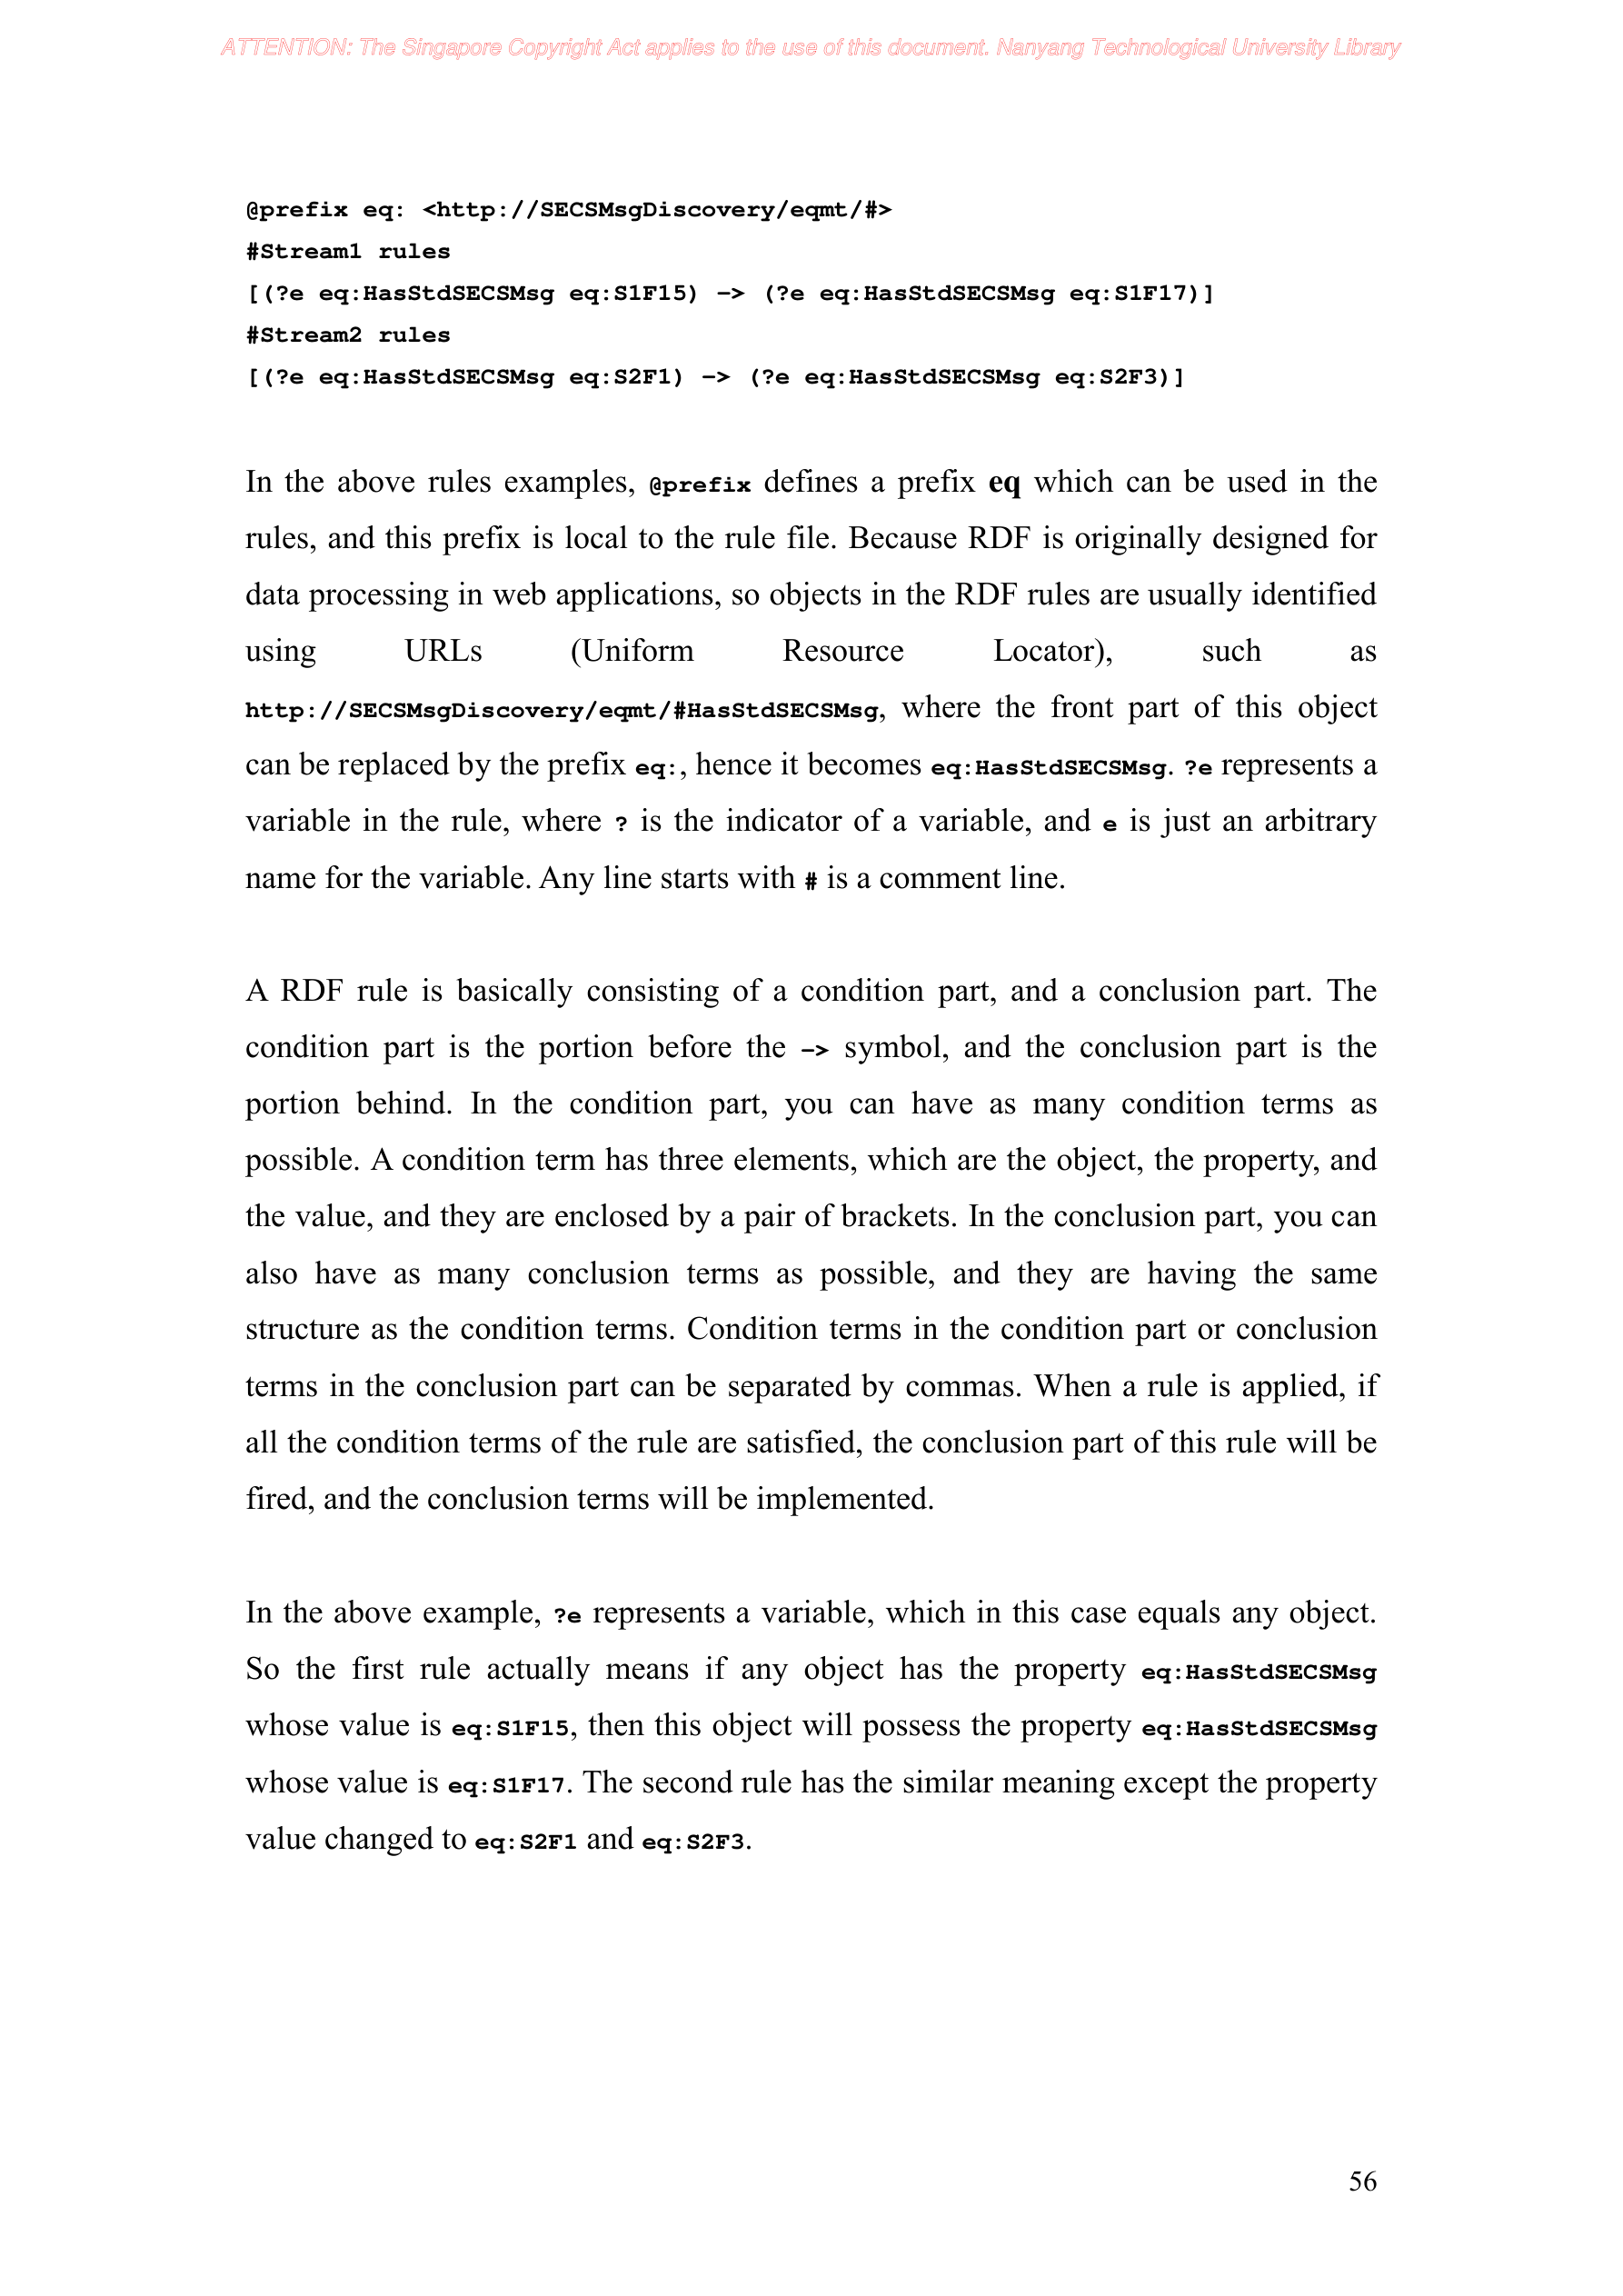 ATTENTION: The Singapore Copyright Act applies to the use of this document. Nanyang Technological University Library
@prefix eq: <http://SECSMsgDiscovery/eqmt/#>
#Stream1 rules
[(?e eq:HasStdSECSMsg eq:S1F15) -> (?e eq:HasStdSECSMsg eq:S1F17)]
#Stream2 rules
[(?e eq:HasStdSECSMsg eq:S2F1) -> (?e eq:HasStdSECSMsg eq:S2F3)]
In the above rules examples, @prefix defines a prefix eq which can be used in the
rules, and this prefix is local to the rule file. Because RDF is originally designed for
data processing in web applications, so objects in the RDF rules are usually identified
using URLs (Uniform Resource Locator), such as
http://SECSMsgDiscovery/eqmt/#HasStdSECSMsg, where the front part of this object
can be replaced by the prefix eq:, hence it becomes eq:HasStdSECSMsg. ?e represents a
variable in the rule, where ? is the indicator of a variable, and e is just an arbitrary
name for the variable. Any line starts with # is a comment line.
A RDF rule is basically consisting of a condition part, and a conclusion part. The
condition part is the portion before the -> symbol, and the conclusion part is the
portion behind. In the condition part, you can have as many condition terms as
possible. A condition term has three elements, which are the object, the property, and
the value, and they are enclosed by a pair of brackets. In the conclusion part, you can
also have as many conclusion terms as possible, and they are having the same
structure as the condition terms. Condition terms in the condition part or conclusion
terms in the conclusion part can be separated by commas. When a rule is applied, if
all the condition terms of the rule are satisfied, the conclusion part of this rule will be
fired, and the conclusion terms will be implemented.
In the above example, ?e represents a variable, which in this case equals any object.
So the first rule actually means if any object has the property eq:HasStdSECSMsg
whose value is eq:S1F15, then this object will possess the property eq:HasStdSECSMsg
whose value is eq:S1F17. The second rule has the similar meaning except the property
value changed to eq:S2F1 and eq:S2F3.
56